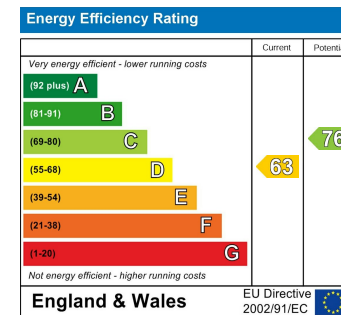 Energy Efficiency Rating
Current Potenti
Very energy efficient - lower running costs
(92 plus) A
(81-91) B
(69-80) C
(55-68) D
(39-54) E
(21-38) F
(1-20) G
63
76
Not energy efficient - higher running costs
England & Wales
EU Directive
2002/91/EC